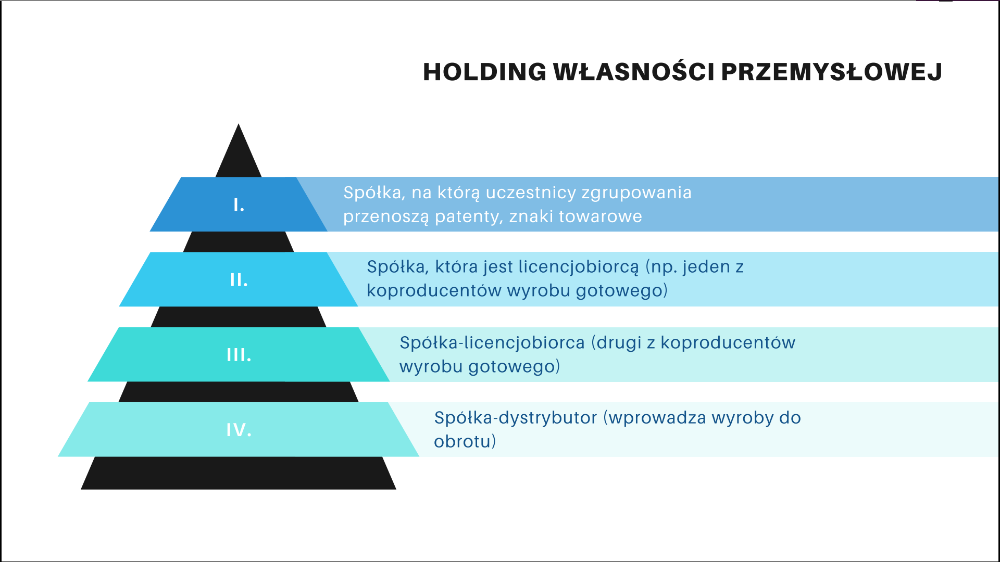 HOLDING WŁASNOŚCI PRZEMYSŁOWEJ
I.
Spółka, na którą uczestnicy zgrupowania
przenoszą patenty, znaki towarowe
II.
Spółka, która jest licencjobiorcą (np. jeden z
koproducentów wyrobu gotowego)
III.
Spółka-licencjobiorca (drugi z koproducentów
wyrobu gotowego)
IV.
Spółka-dystrybutor (wprowadza wyroby do
obrotu)